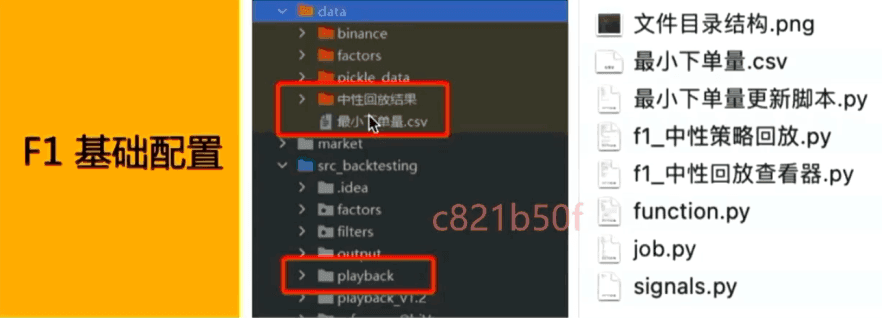 F1 基础配置
data
binance
factors
pickle_data
中性回放结果
最小下单量.csv
market
src_backtesting
.idea
factors
filters
output
playback
playback_v1.2
c821b50f
文件目录结构.png
最小下单量.csv
最小下单量更新脚本.py
f1_中性策略回放.py
f1_中性回放查看器.py
function.py
job.py
signals.py